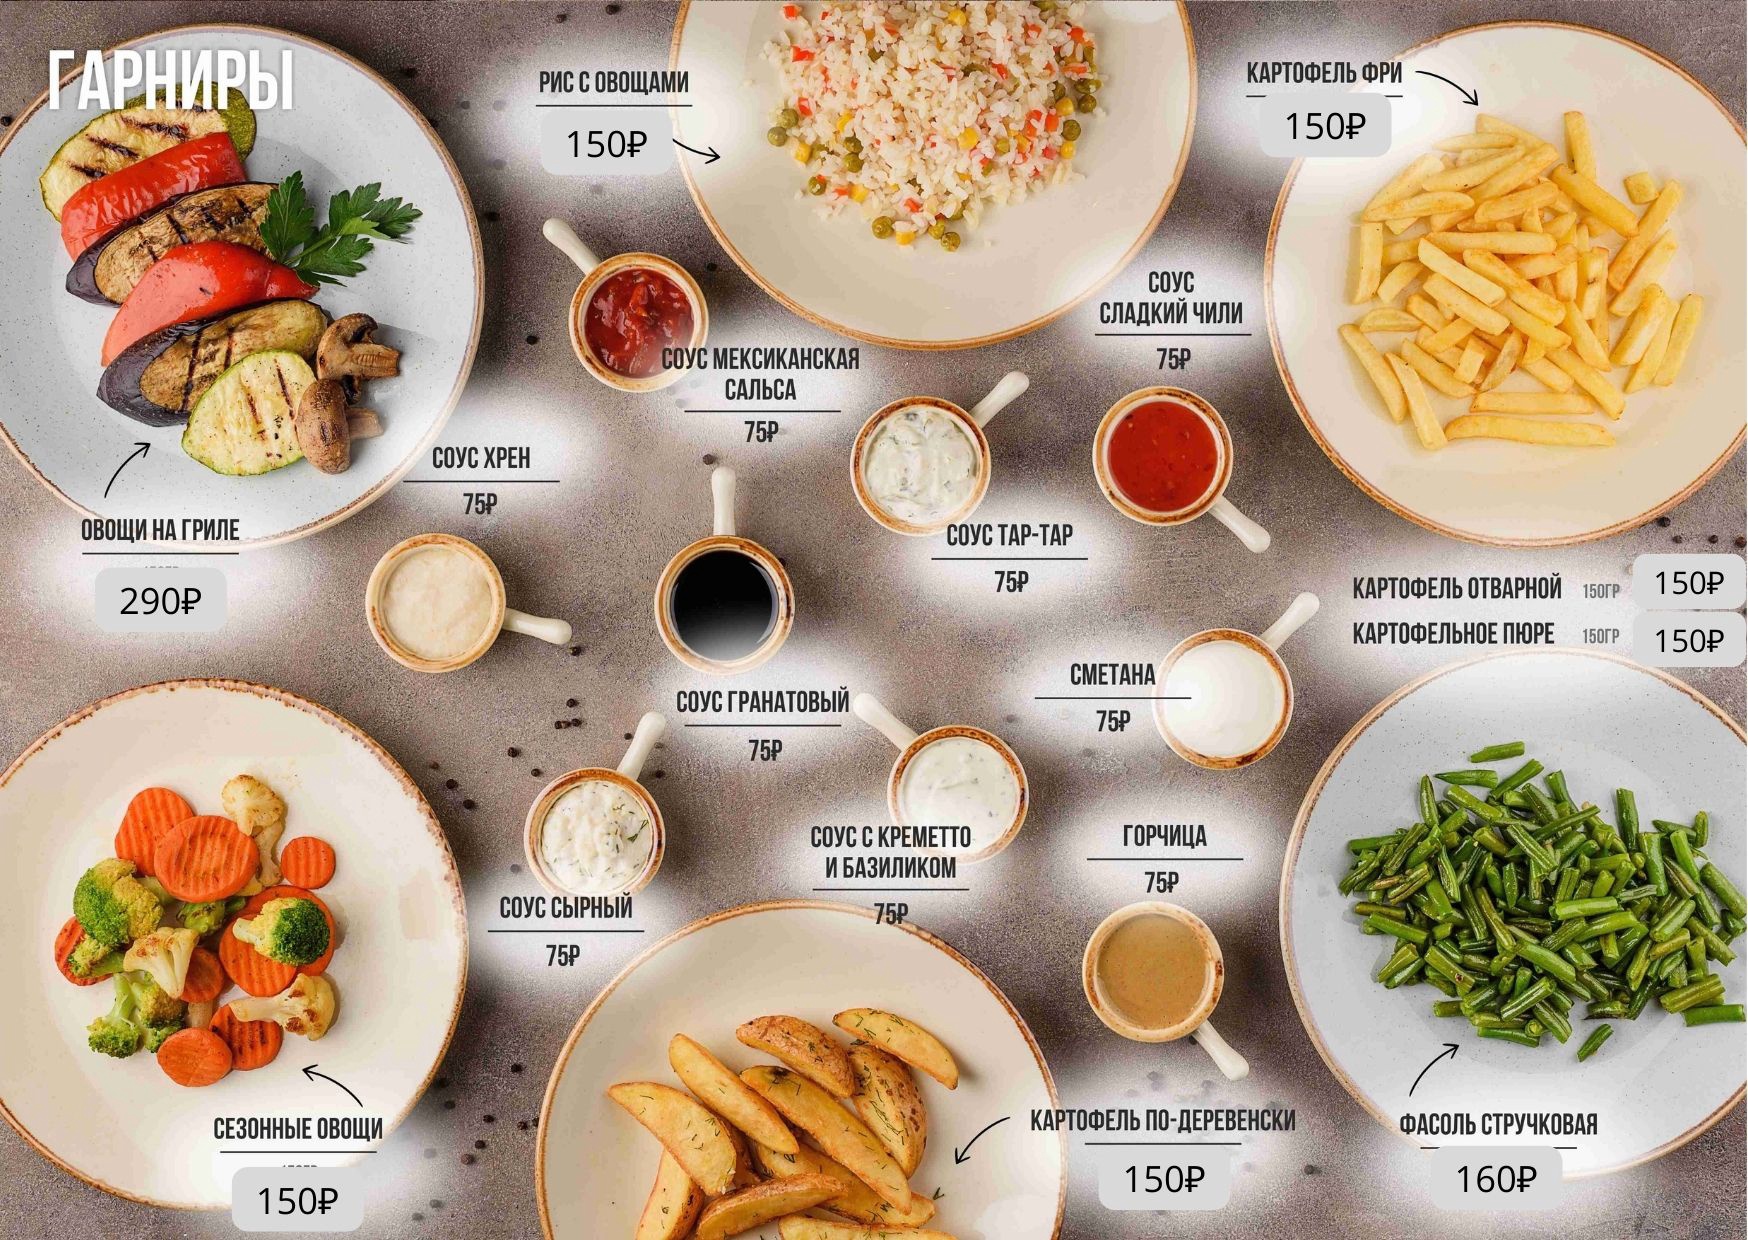 ГАРНИРЫ
РИС С ОВОЩАМИ
150₽
КАРТОФЕЛЬ ФРИ
150₽
СОУС
СЛАДКИЙ ЧИЛИ
75₽
СОУС МЕКСИКАНСКАЯ
САЛЬСА
75₽
СОУС ХРЕН
75₽
ОВОЩИ НА ГРИЛЕ
290₽
СОУС ТАР-ТАР
75₽
КАРТОФЕЛЬ ОТВАРНОЙ 150ГР 150₽
КАРТОФЕЛЬНОЕ ПЮРЕ 150ГР 150₽
СМЕТАНА
75₽
СОУС ГРАНАТОВЫЙ
75₽
СОУС С КРЕМЕТТО
И БАЗИЛИКОМ
75₽
ГОРЧИЦА
75₽
СОУС СЫРНЫЙ
75₽
СЕЗОННЫЕ ОВОЩИ
150₽
КАРТОФЕЛЬ ПО-ДЕРЕВЕНСКИ
150₽
ФАСОЛЬ СТРУЧКОВАЯ
160₽